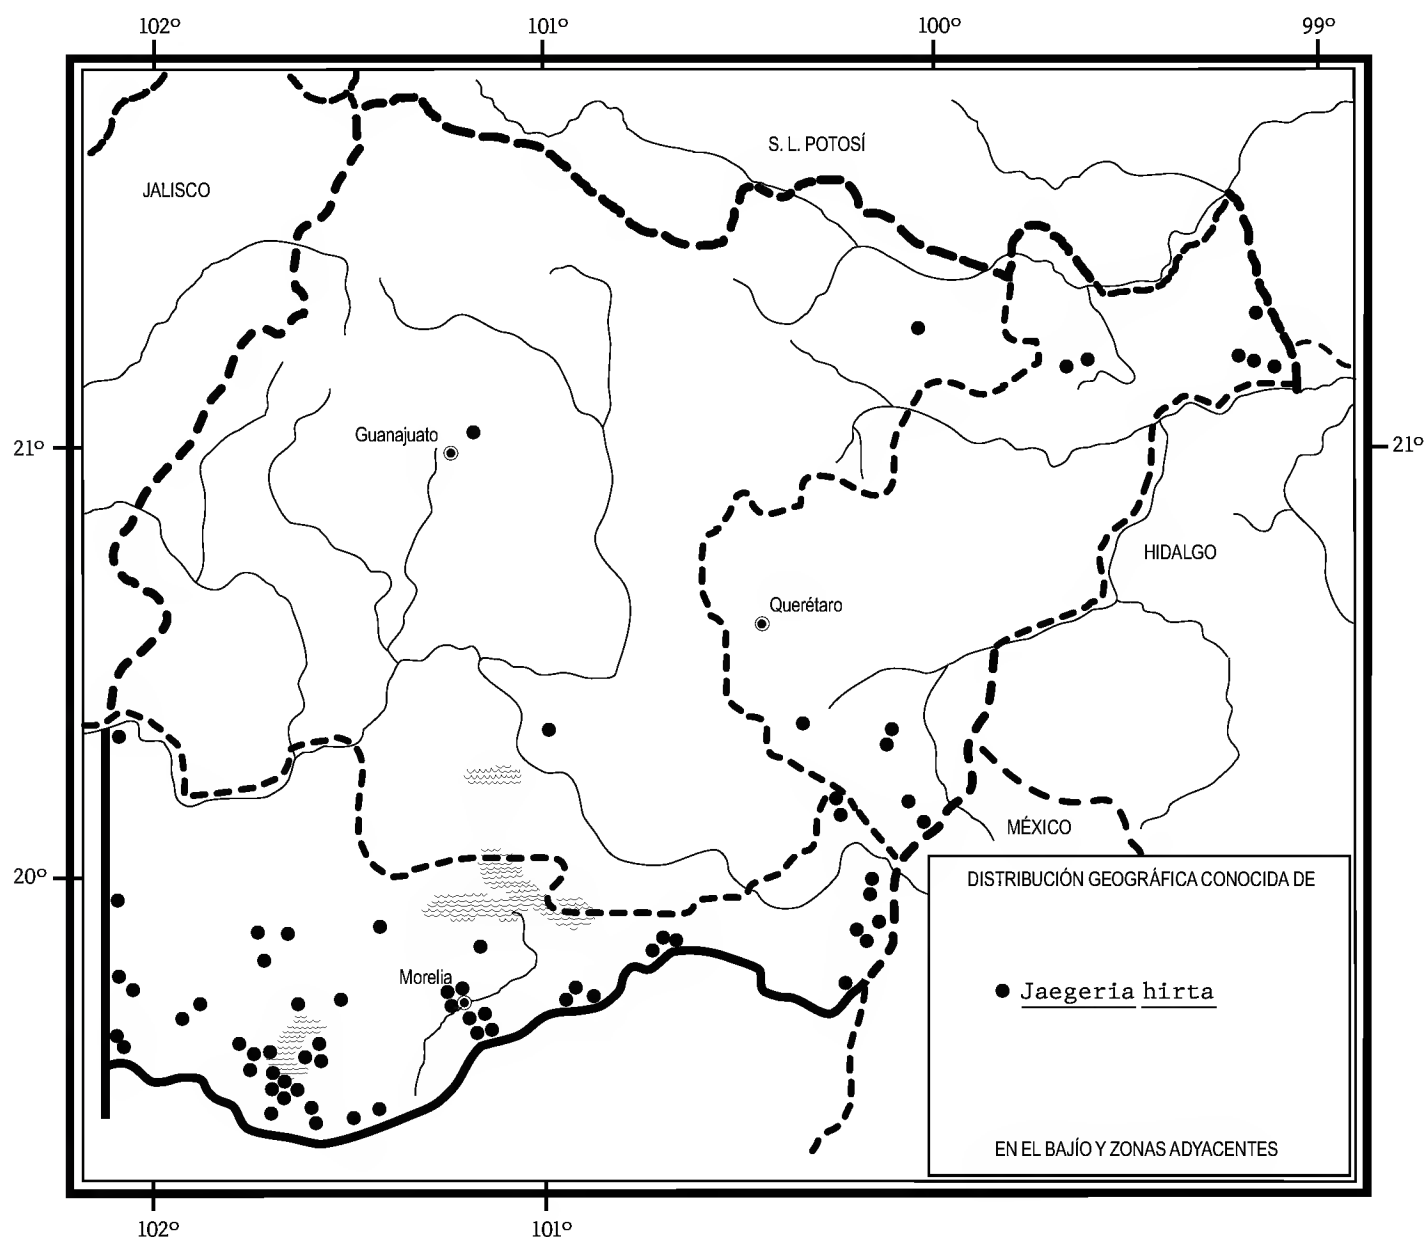 102º 101º 100º 99º
S. L. POTOSÍ
JALISCO
Guanajuato
21º 21º
HIDALGO
Querétaro
MÉXICO
20º
DISTRIBUCIÓN GEOGRÁFICA CONOCIDA DE
Morelia
Jaegeria hirta
EN EL BAJÍO Y ZONAS ADYACENTES
102º 101º